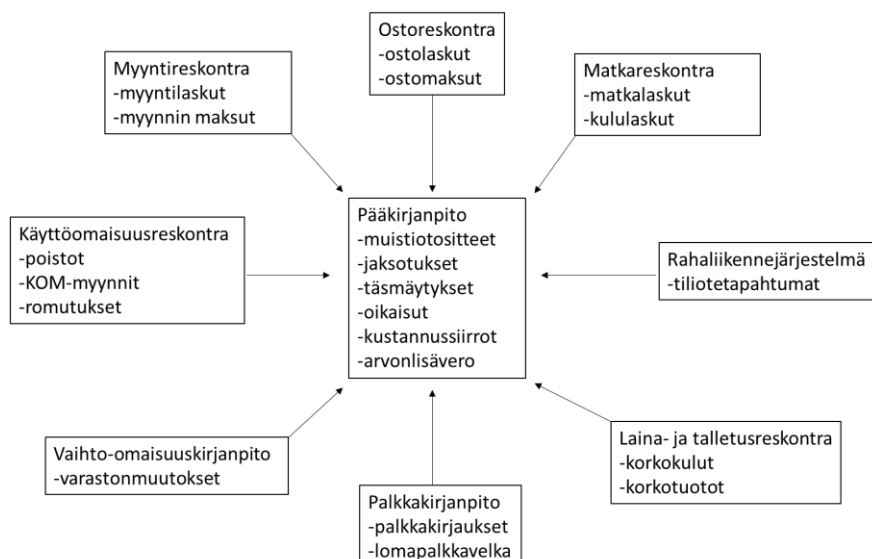 Ostoreskontra
-ostolaskut
-ostomaksut
Myyntireskontra
-myyntilaskut
-myynnin maksut
Matkareskontra
-matkalaskut
-kululaskut
Käyttöomaisuusreskontra
-poistot
-KOM-myynnit
-romutukset
Pääkirjanpito
-muistiotositteet
-jaksotukset
-täsmäytykset
-oikaisut
-kustannussiirrot
-arvonlisävero
Rahaliikennejärjestelmä
-tiliotetapahtumat
Vaihto-omaisuuskirjanpito
-varastonmuutokset
Palkkakirjanpito
-palkkakirjaukset
-lomapalkkavelka
Laina- ja talletusreskontra
-korkokulut
-korkotuotot